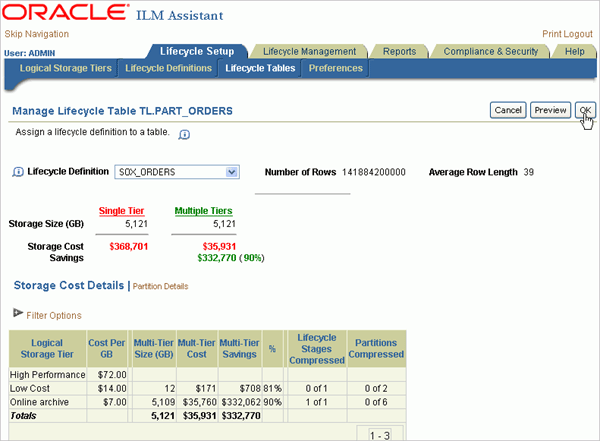 ORACLE ILM Assistant
Skip Navigation Print Logout
User: ADMIN
Lifecycle Setup Lifecycle Management Reports Compliance & Security Help
Logical Storage Tiers Lifecycle Definitions Lifecycle Tables Preferences
Manage Lifecycle Table TL.PART_ORDERS Cancel Preview OK
Assign a lifecycle definition to a table.
Lifecycle Definition SOX_ORDERS Number of Rows 141884200000 Average Row Length 39
Single Tier Multiple Tiers
Storage Size (GB) 5,121 5,121
Storage Cost $368,701 $35,931
Savings $332,770 (90%)
Storage Cost Details | Partition Details
Filter Options
Logical Storage Tier Cost Per GB Multi-Tier Size (GB) Mult-Tier Cost Multi-Tier Savings % Lifecycle Stages Compressed Partitions Compressed
High Performance $72.00
Low Cost $14.00 12 $171 $708 81% 0 of 1 0 of 2
Online archive $7.00 5,109 $35,760 $332,062 90% 1 of 1 0 of 6
Totals 5,121 $35,931 $332,770
1 - 3